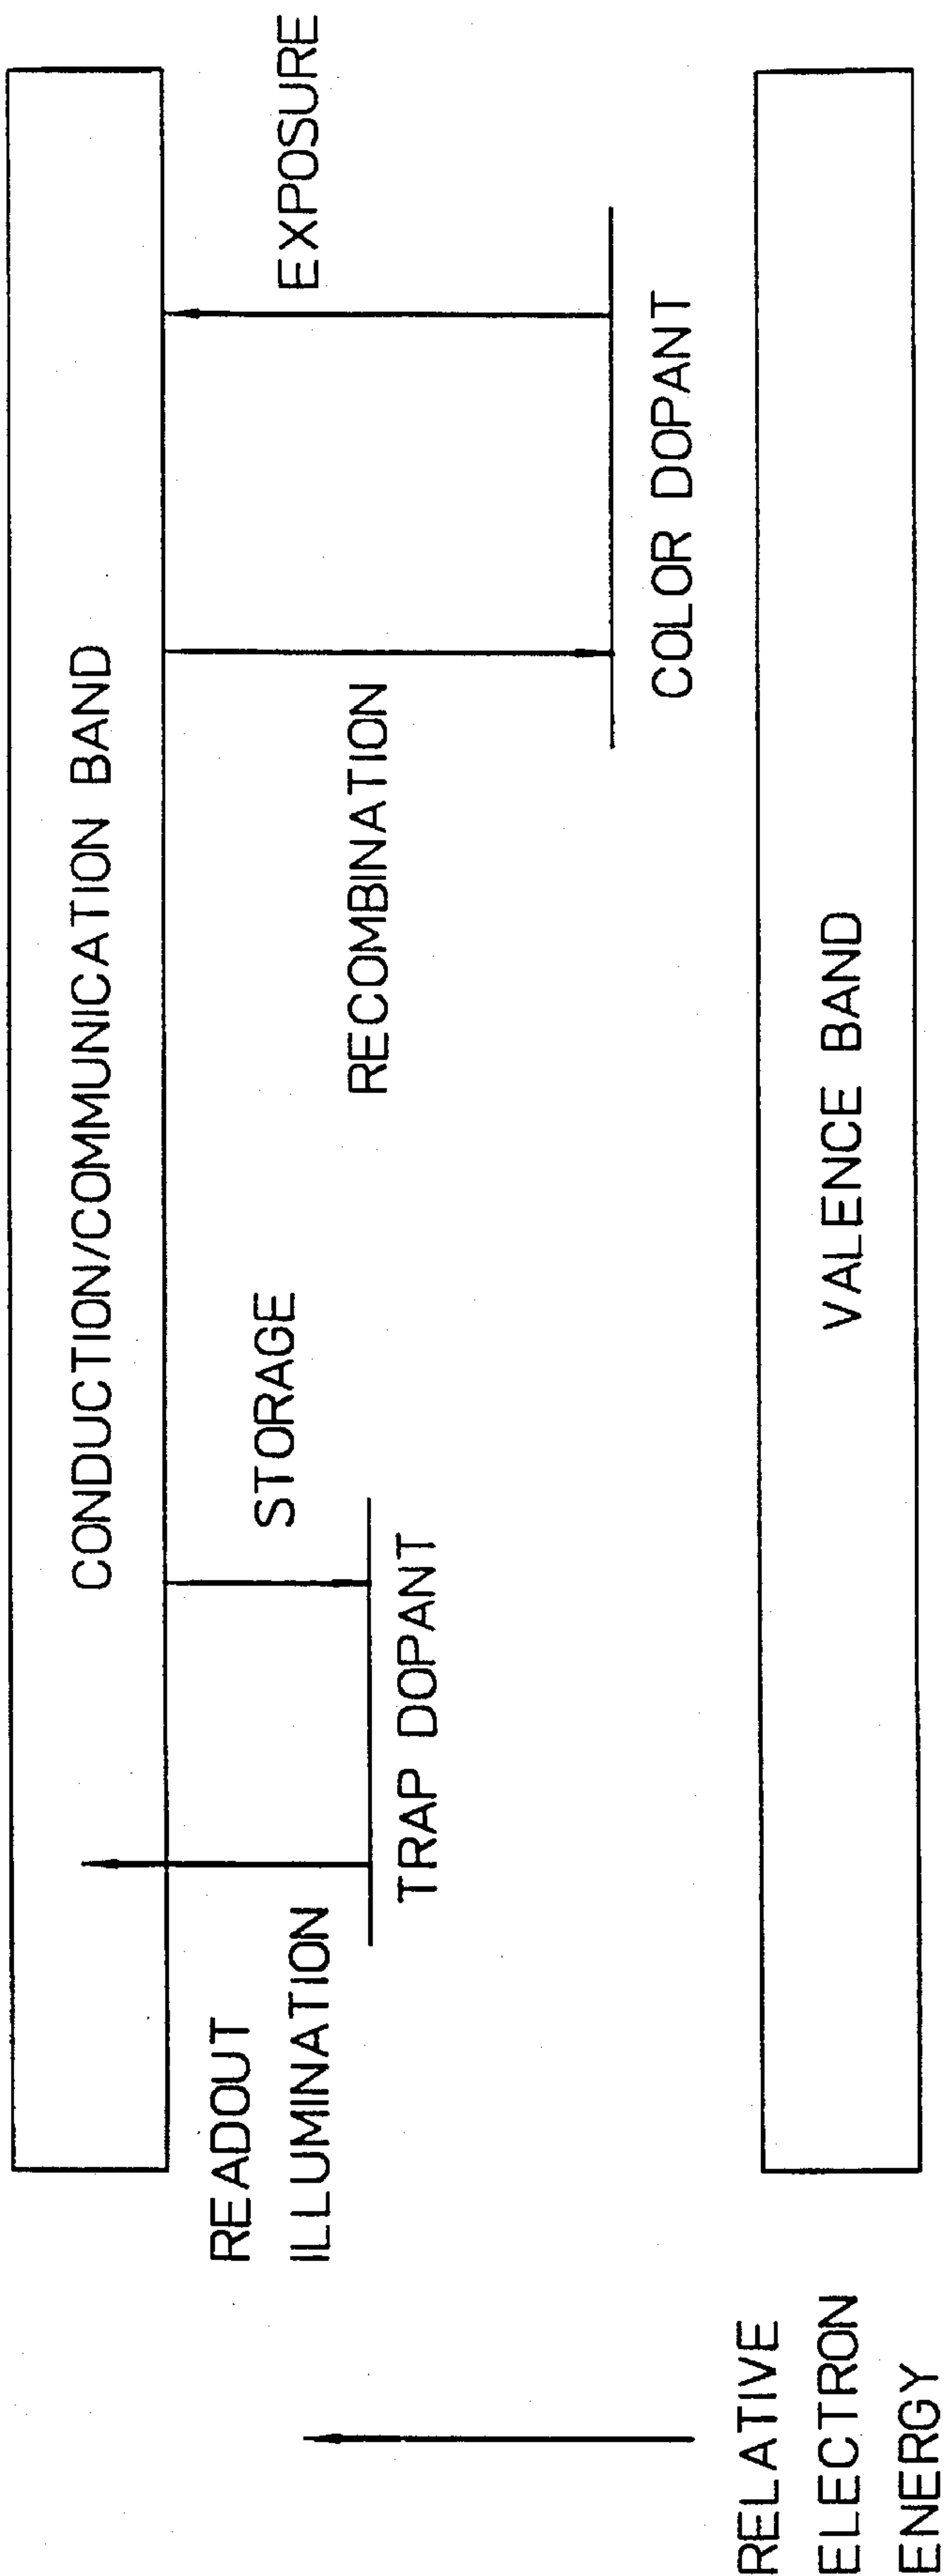 CONDUCTION/COMMUNICATION BAND
READOUT
ILLUMINATION
STORAGE
EXPOSURE
RECOMBINATION
TRAP DOPANT
COLOR DOPANT
RELATIVE
ELECTRON
ENERGY
VALENCE BAND